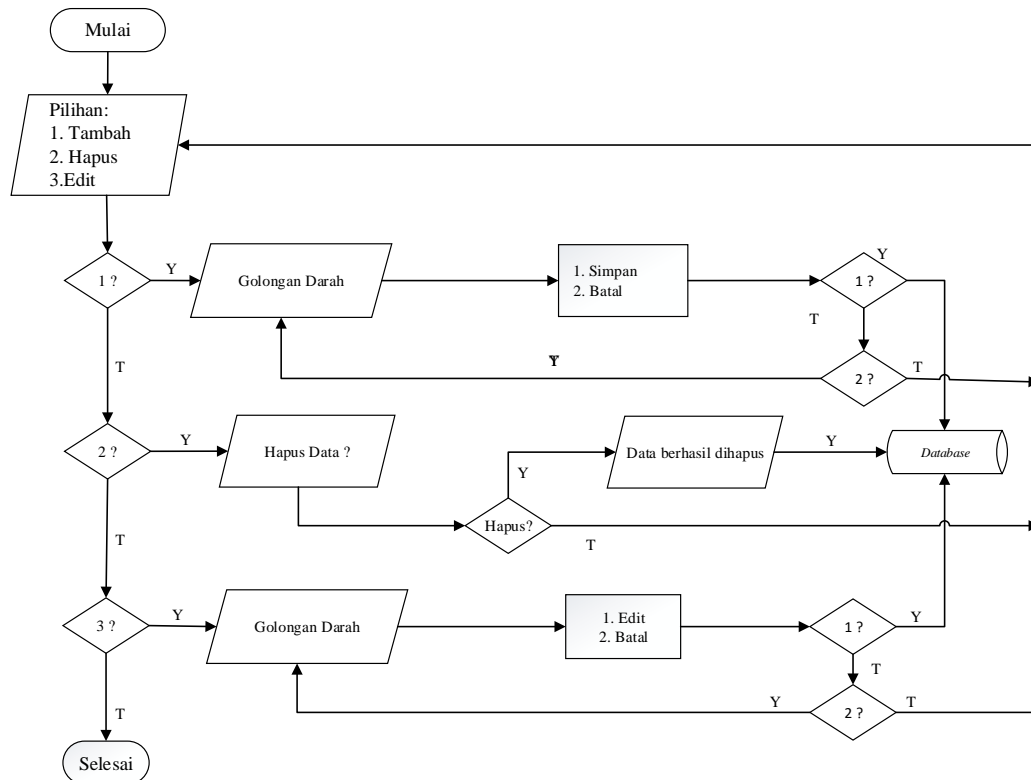 Mulai
Pilihan:
1. Tambah
2. Hapus
3.Edit
1 ?
Y
Golongan Darah
1. Simpan
2. Batal
1 ?
Y
T
T
Y
2 ?
T
2 ?
Y
Hapus Data ?
Data berhasil dihapus
Y
Database
Y
Hapus?
T
T
3 ?
Y
Golongan Darah
1. Edit
2. Batal
1 ?
Y
T
Y
2 ?
T
T
Selesai